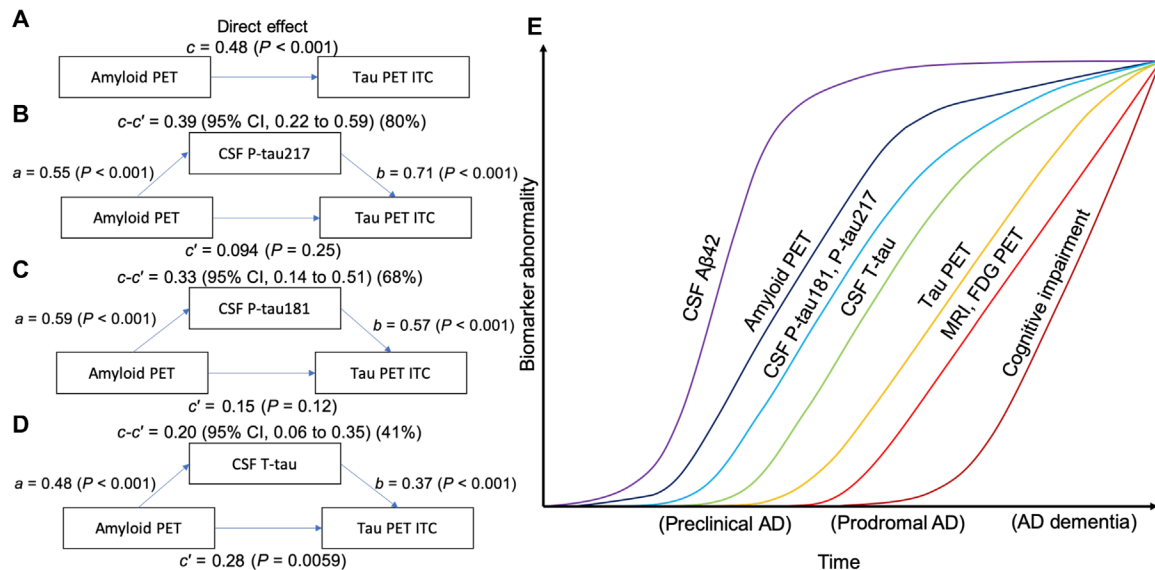 A
Direct effect
c = 0.48 (P < 0.001)
Amyloid PET
Tau PET ITC
B
c-c′ = 0.39 (95% CI, 0.22 to 0.59) (80%)
CSF P-tau217
a = 0.55 (P < 0.001)
b = 0.71 (P < 0.001)
Amyloid PET
Tau PET ITC
c′ = 0.094 (P = 0.25)
C
c-c′ = 0.33 (95% CI, 0.14 to 0.51) (68%)
CSF P-tau181
a = 0.59 (P < 0.001)
b = 0.57 (P < 0.001)
Amyloid PET
Tau PET ITC
c′ = 0.15 (P = 0.12)
D
c-c′ = 0.20 (95% CI, 0.06 to 0.35) (41%)
CSF T-tau
a = 0.48 (P < 0.001)
b = 0.37 (P < 0.001)
Amyloid PET
Tau PET ITC
c′ = 0.28 (P = 0.0059)
E
Biomarker abnormality
CSF Aβ42
Amyloid PET
CSF P-tau181, P-tau217
CSF T-tau
Tau PET
MRI, FDG PET
Cognitive impairment
(Preclinical AD)
(Prodromal AD)
(AD dementia)
Time